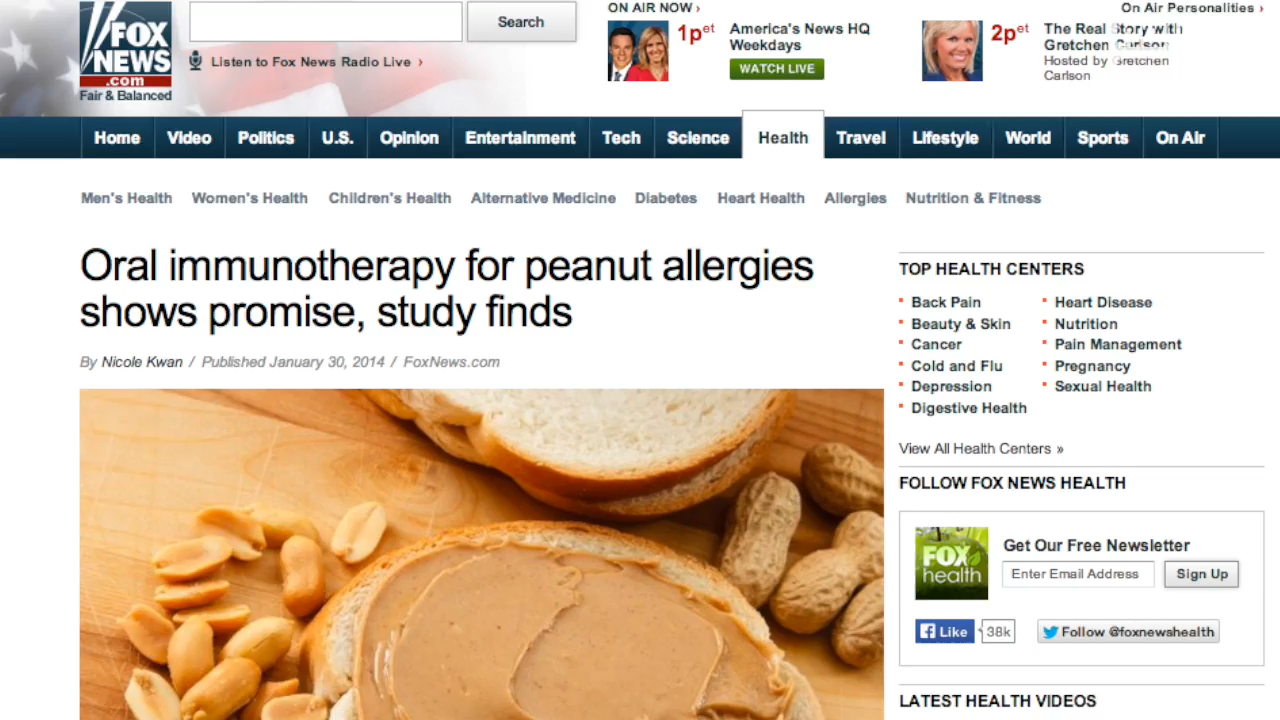 FOX
NEWS
.com
Fair & Balanced
Search
Listen to Fox News Radio Live ›
ON AIR NOW ›
1pet
America's News HQ
Weekdays
WATCH LIVE
On Air Personalities ›
2pet
The Real Story with
Gretchen Carlson
Hosted by Gretchen
Carlson
Home Video Politics U.S. Opinion Entertainment Tech Science Health Travel Lifestyle World Sports On Air
Men's Health Women's Health Children's Health Alternative Medicine Diabetes Heart Health Allergies Nutrition & Fitness
Oral immunotherapy for peanut allergies
shows promise, study finds
By Nicole Kwan / Published January 30, 2014 / FoxNews.com
TOP HEALTH CENTERS
Back Pain
Beauty & Skin
Cancer
Cold and Flu
Depression
Digestive Health
Heart Disease
Nutrition
Pain Management
Pregnancy
Sexual Health
View All Health Centers »
FOLLOW FOX NEWS HEALTH
FOX
health
Get Our Free Newsletter
Enter Email Address Sign Up
Like 38k Follow @foxnewshealth
LATEST HEALTH VIDEOS